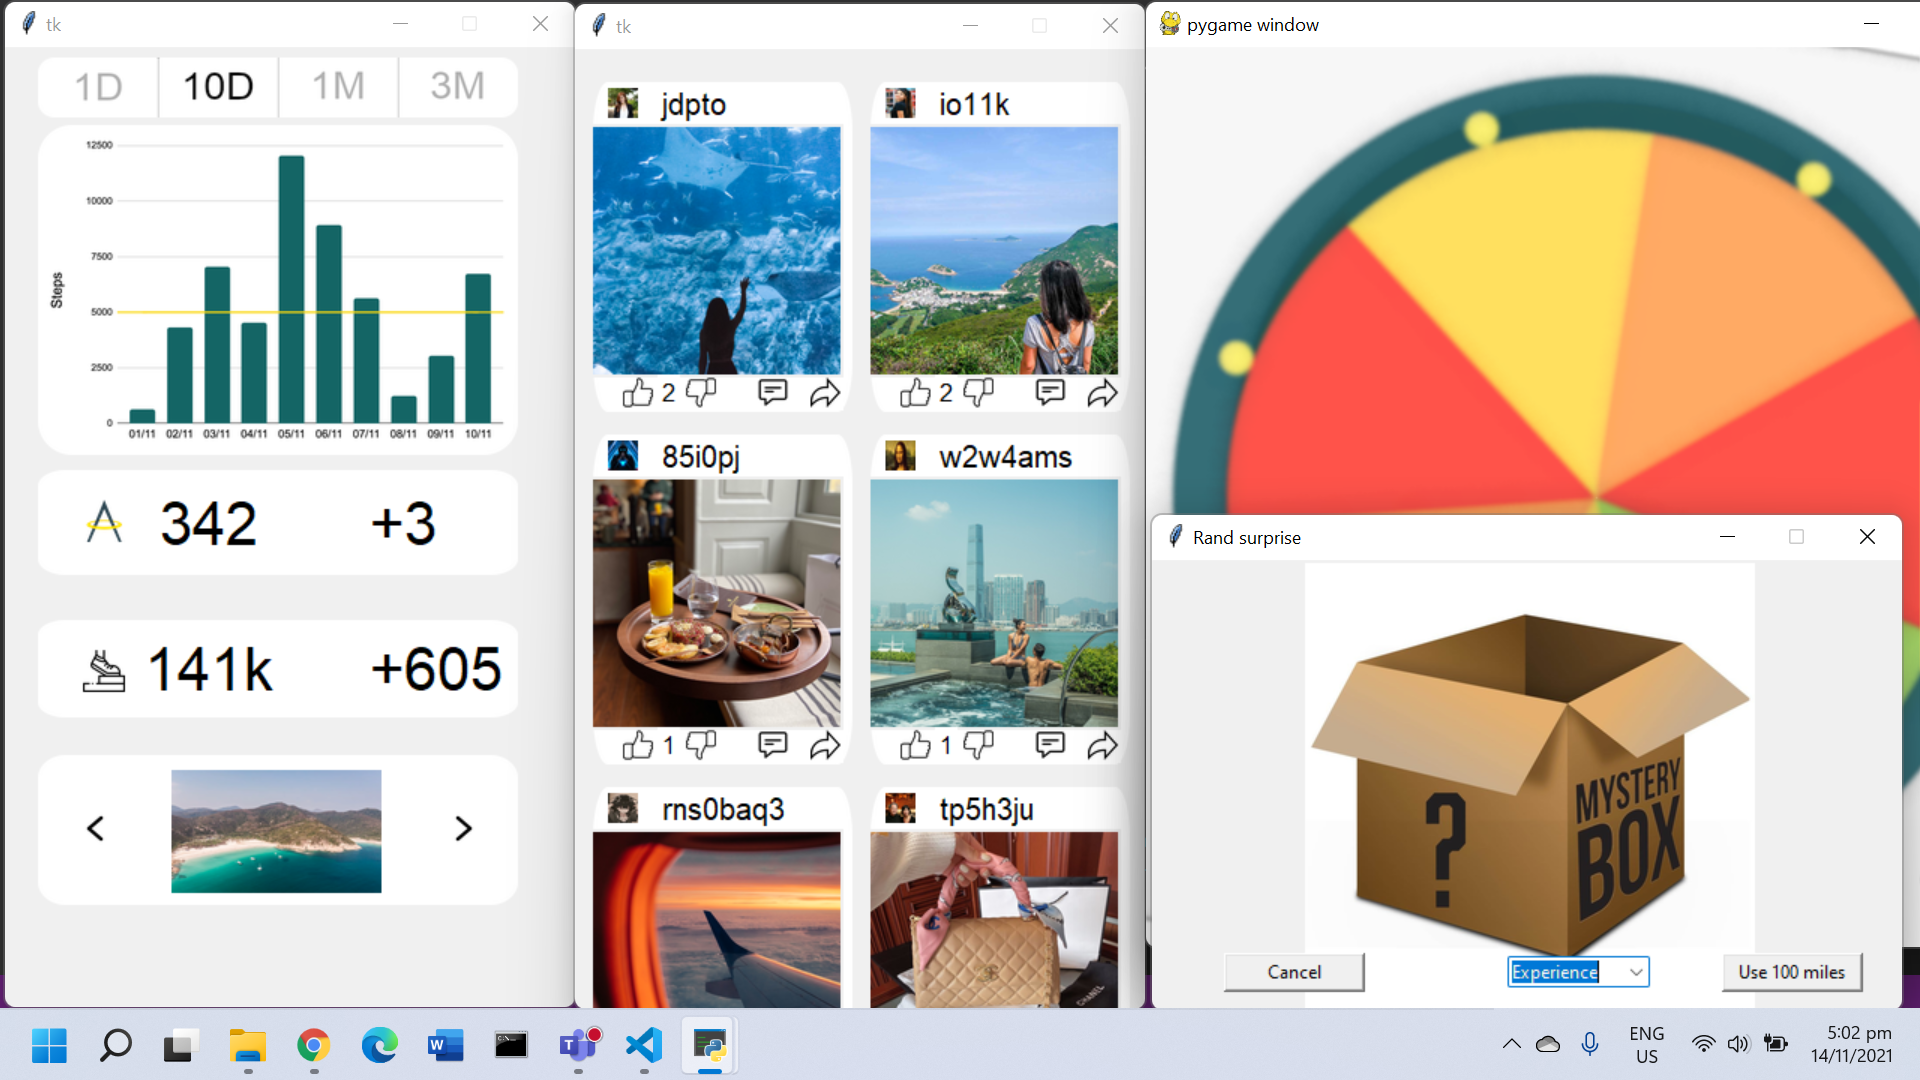 tk
1D 10D 1M 3M
12500
10000
7500
5000
2500
0
Steps
01/11 02/11 03/11 04/11 05/11 06/11 07/11 08/11 09/11 10/11
342 +3
141k +605
tk
jdpto
io11k
2
2
85i0pj
w2w4ams
1
1
rns0baq3
tp5h3ju
CHANEL
pygame window
Rand surprise
?
MYSTERY
BOX
Cancel
Experience
Use 100 miles
ENG
US
5:02 pm
14/11/2021